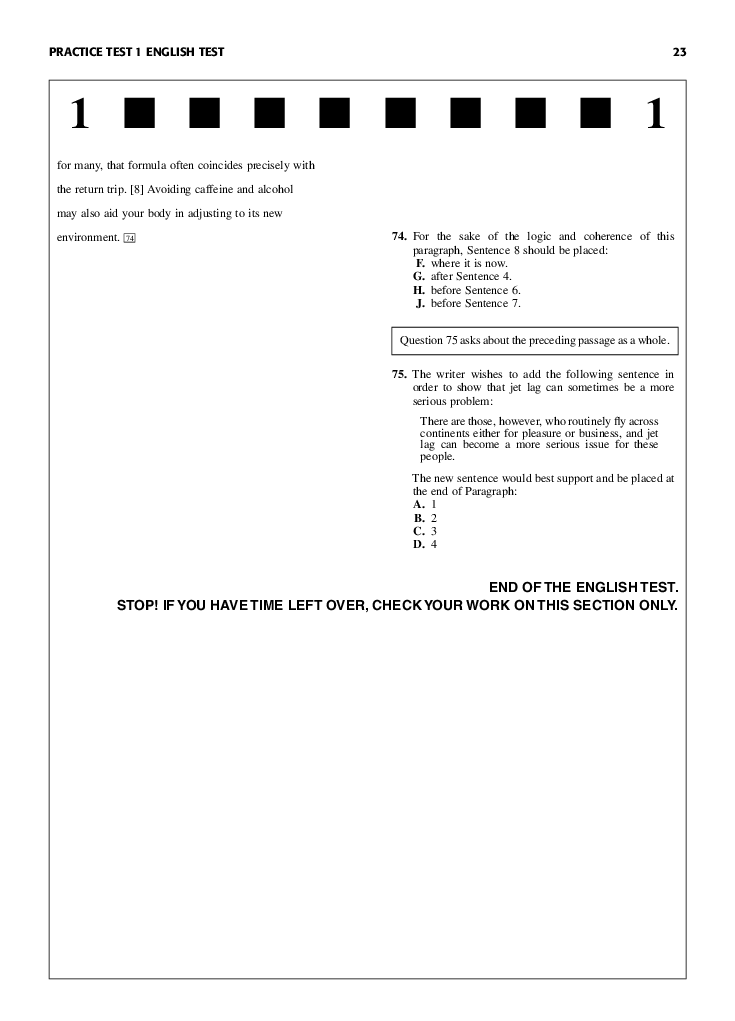 PRACTICE TEST 1 ENGLISH TEST 23
1 1
for many, that formula often coincides precisely with
the return trip. [8] Avoiding caffeine and alcohol
may also aid your body in adjusting to its new
environment. 74
74. For the sake of the logic and coherence of this
paragraph, Sentence 8 should be placed:
F. where it is now.
G. after Sentence 4.
H. before Sentence 6.
J. before Sentence 7.
Question 75 asks about the preceding passage as a whole.
75. The writer wishes to add the following sentence in
order to show that jet lag can sometimes be a more
serious problem:
There are those, however, who routinely fly across
continents either for pleasure or business, and jet
lag can become a more serious issue for these
people.
The new sentence would best support and be placed at
the end of Paragraph:
A. 1
B. 2
C. 3
D. 4
END OF THE ENGLISH TEST.
STOP! IF YOU HAVE TIME LEFT OVER, CHECK YOUR WORK ON THIS SECTION ONLY.